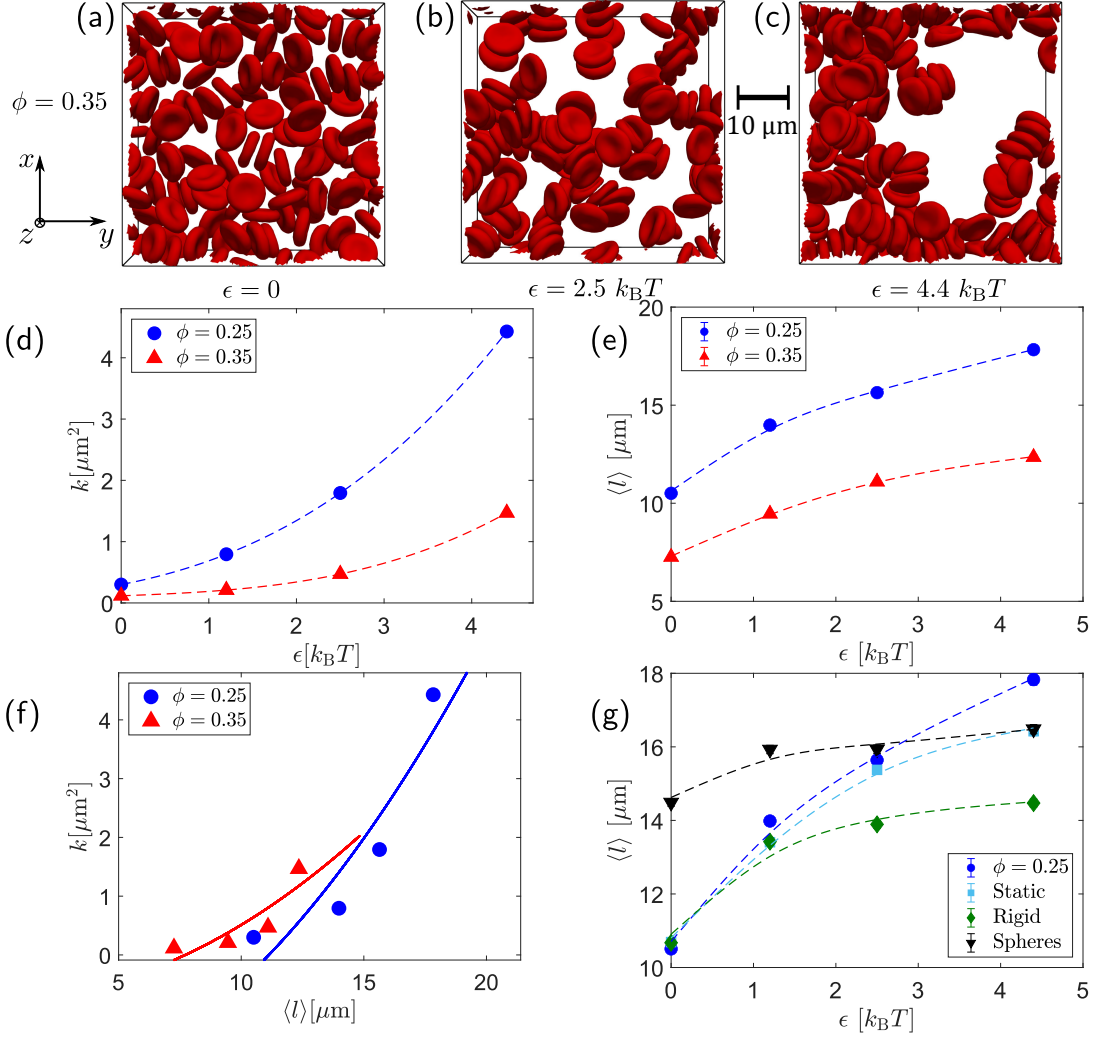 (a)
(b)
(c)
ϕ = 0.35
10 μm
x
z
y
ϵ = 0
ϵ = 2.5 k_BT
ϵ = 4.4 k_BT
(d)
ϕ = 0.25
ϕ = 0.35
4
3
2
1
0
k[μm²]
0
1
2
3
4
ϵ[k_BT]
(e)
ϕ = 0.25
ϕ = 0.35
20
15
10
5
⟨l⟩ [μm]
0
1
2
3
4
5
ϵ [k_BT]
(f)
ϕ = 0.25
ϕ = 0.35
4
3
2
1
0
k[μm²]
5
10
15
20
⟨l⟩[μm]
(g)
18
16
14
12
10
⟨l⟩ [μm]
ϕ = 0.25
Static
Rigid
Spheres
0
1
2
3
4
5
ϵ [k_BT]